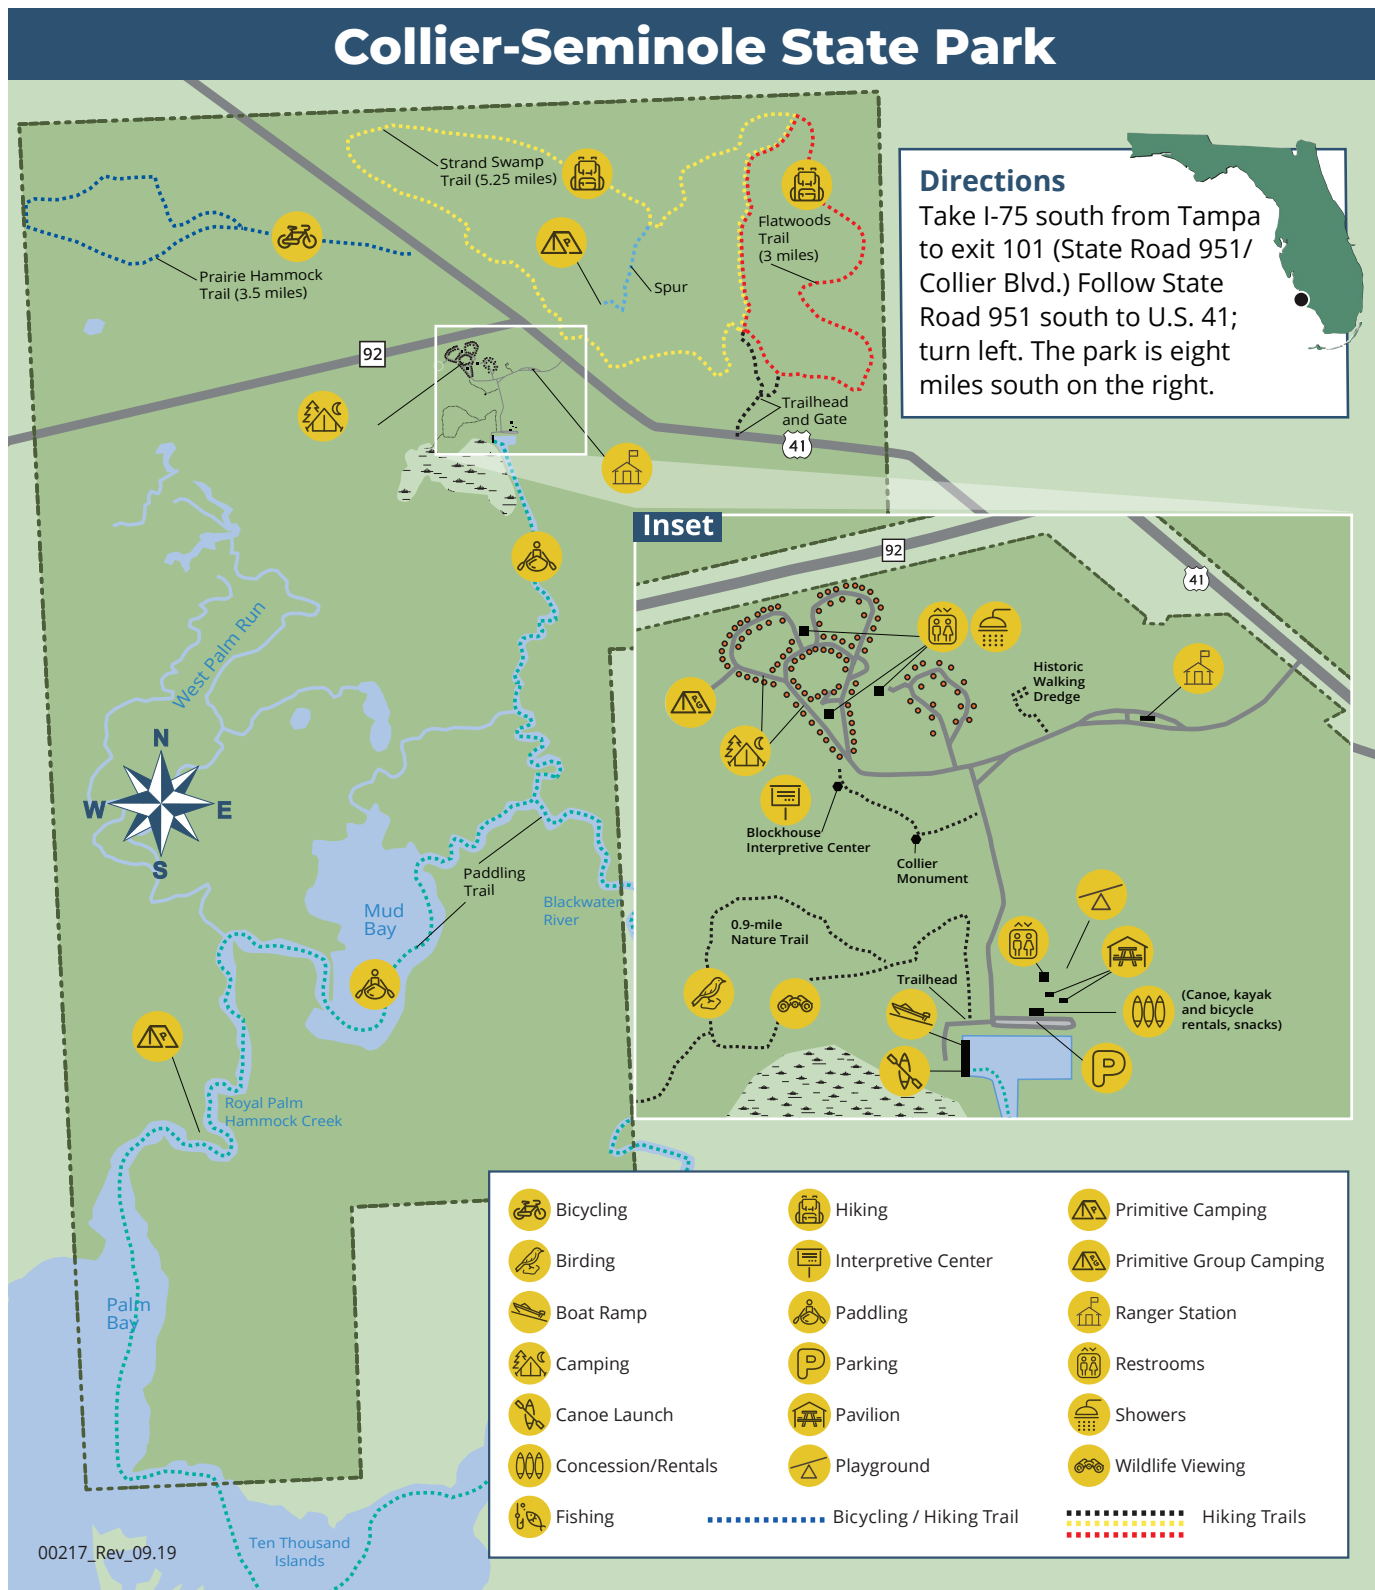 Collier-Seminole State Park
Strand Swamp
Trail (5.25 miles)
Flatwoods
Trail
(3 miles)
Prairie Hammock
Trail (3.5 miles)
Spur
92
Trailhead
and Gate
41
Directions
Take I-75 south from Tampa
to exit 101 (State Road 951/
Collier Blvd.) Follow State
Road 951 south to U.S. 41;
turn left. The park is eight
miles south on the right.
West Palm Run
N
W
E
S
Paddling
Trail
Mud
Bay
Blackwater
River
Royal Palm
Hammock Creek
Palm
Bay
Ten Thousand
Islands
00217_Rev_09.19
Inset
92
41
Historic
Walking
Dredge
Blockhouse
Interpretive Center
Collier
Monument
0.9-mile
Nature Trail
Trailhead
(Canoe, kayak
and bicycle
rentals, snacks)
P
Bicycling
Birding
Boat Ramp
Camping
Canoe Launch
Concession/Rentals
Fishing
Hiking
Interpretive Center
Paddling
Parking
Pavilion
Playground
Bicycling / Hiking Trail
Primitive Camping
Primitive Group Camping
Ranger Station
Restrooms
Showers
Wildlife Viewing
Hiking Trails